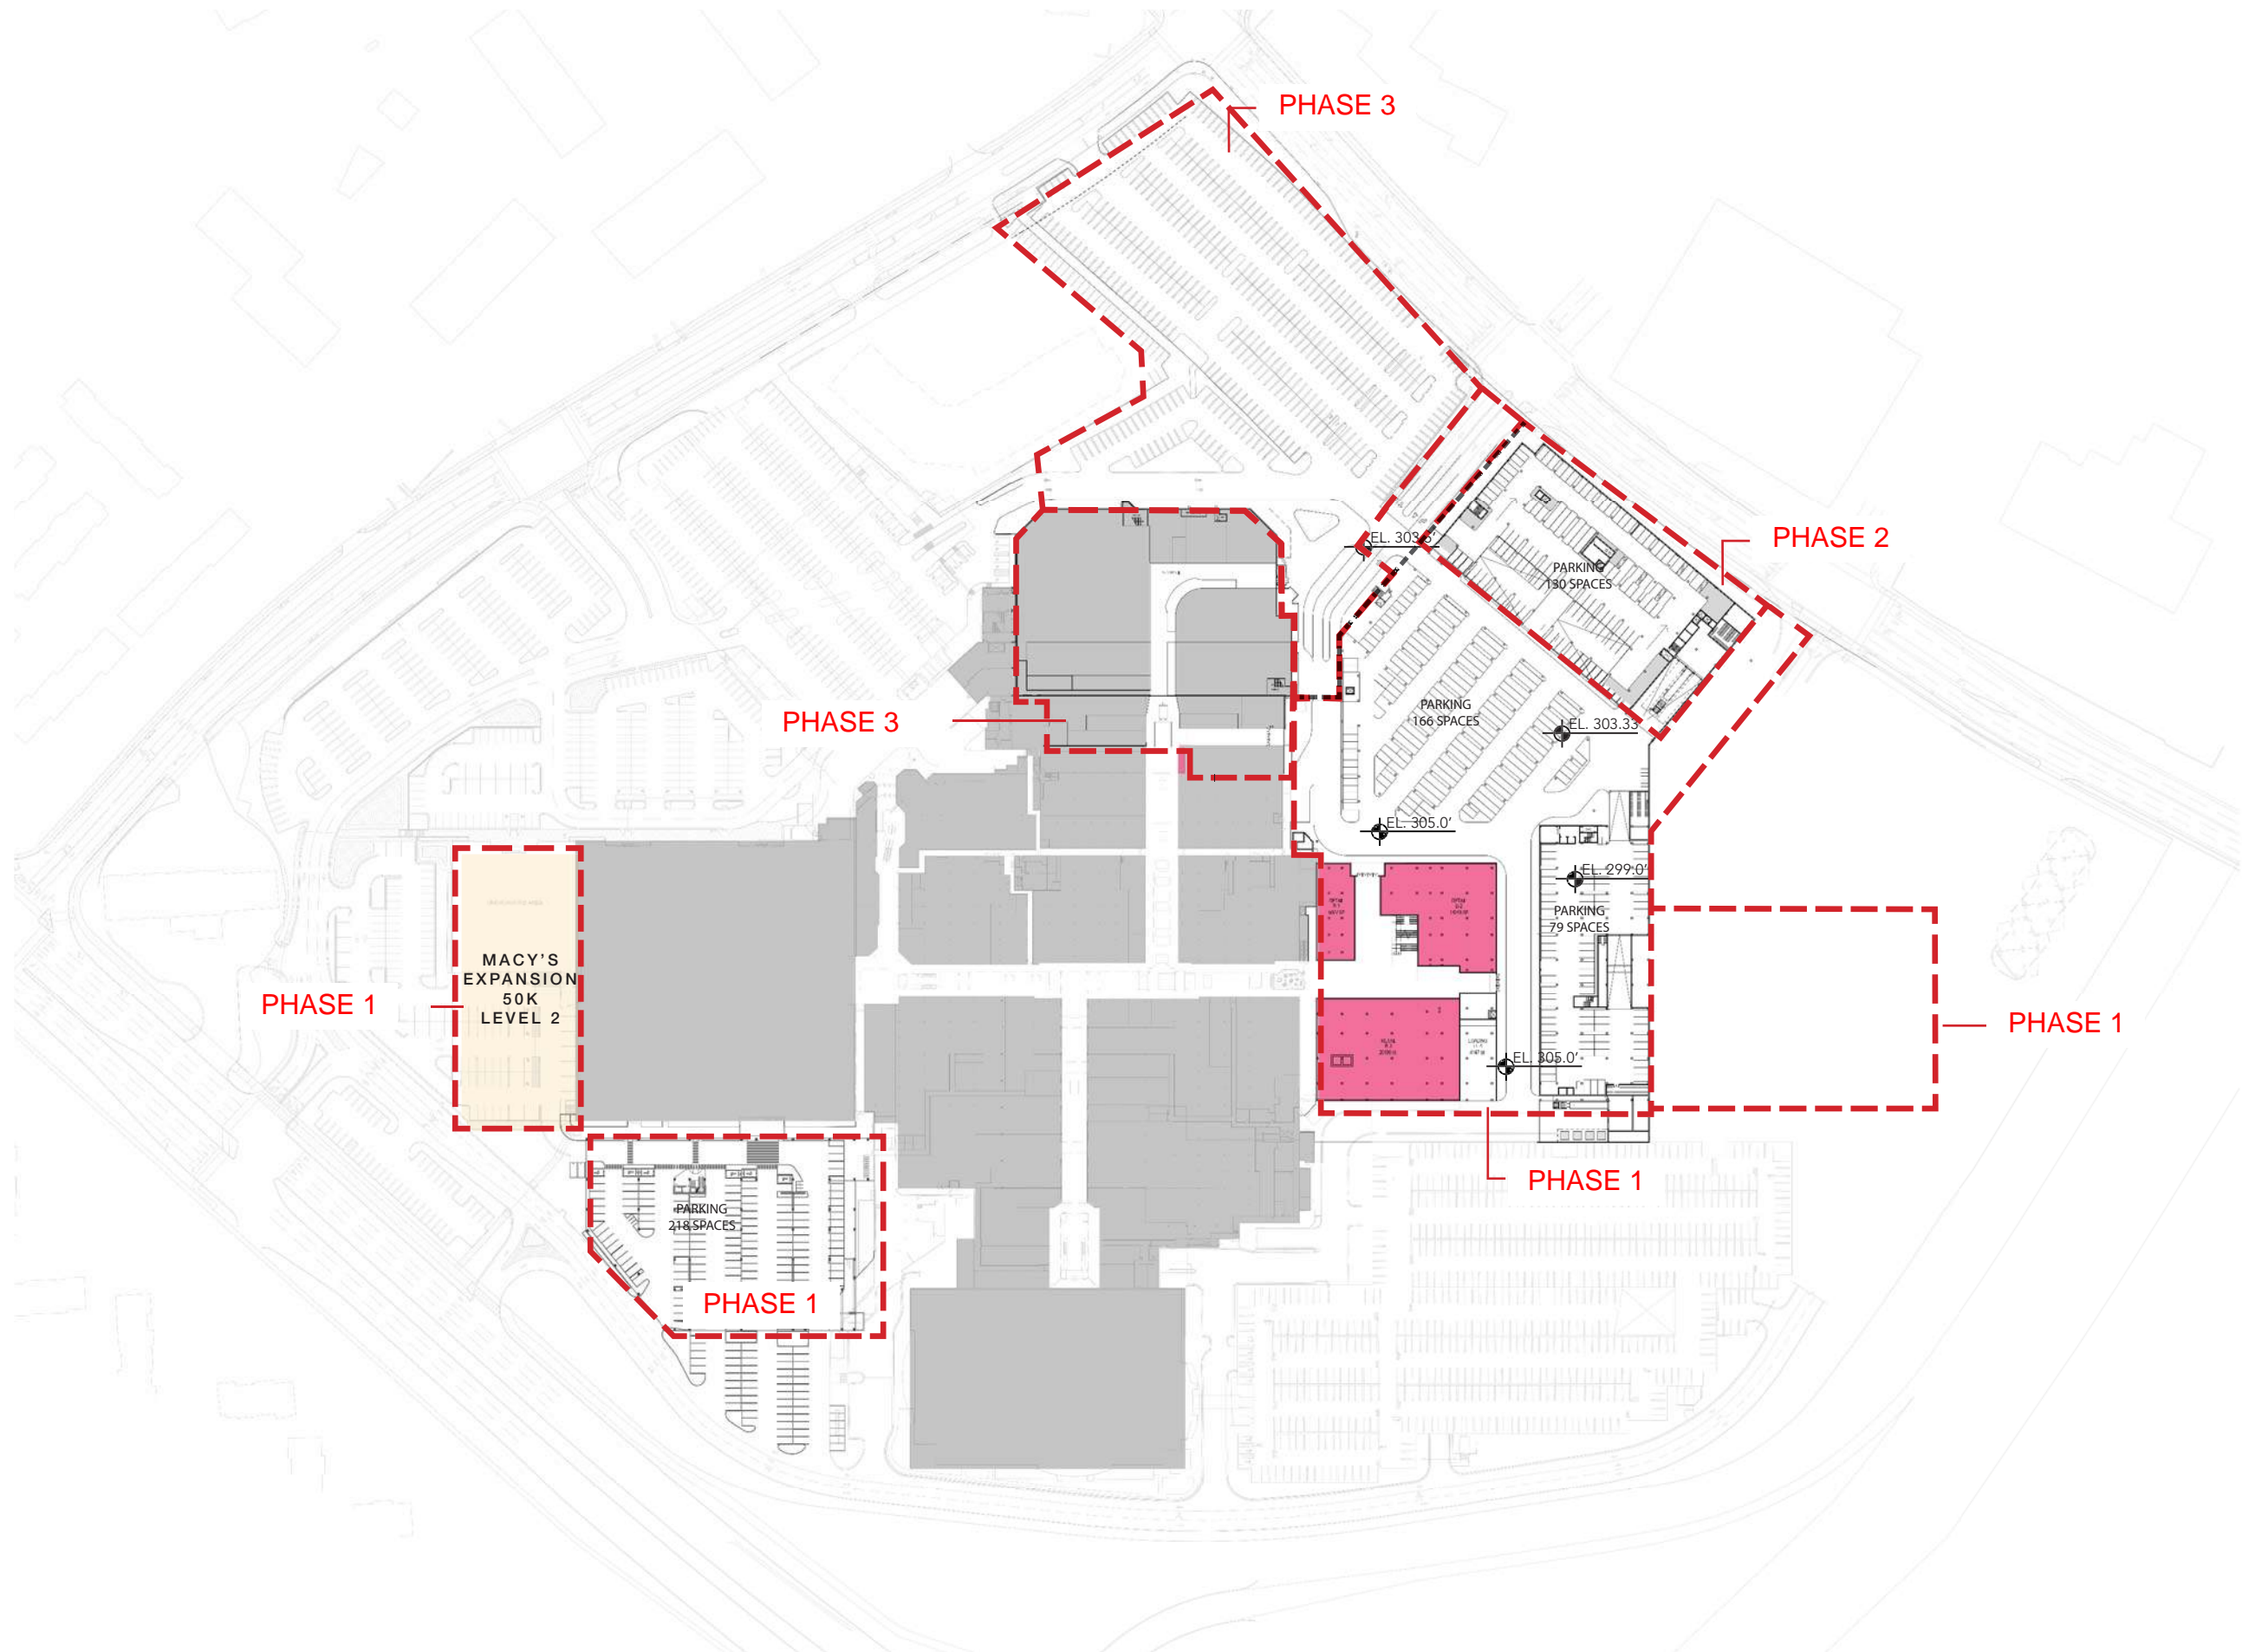 PHASE 3
EL. 303.5'
PHASE 2
PARKING
130 SPACES
PHASE 3
PARKING
166 SPACES
EL. 303.33
EL. 305.0'
EL. 299.0'
PARKING
79 SPACES
MACY'S
EXPANSION
50K
LEVEL 2
PHASE 1
PHASE 1
EL. 305.0'
PHASE 1
PARKING
218 SPACES
PHASE 1